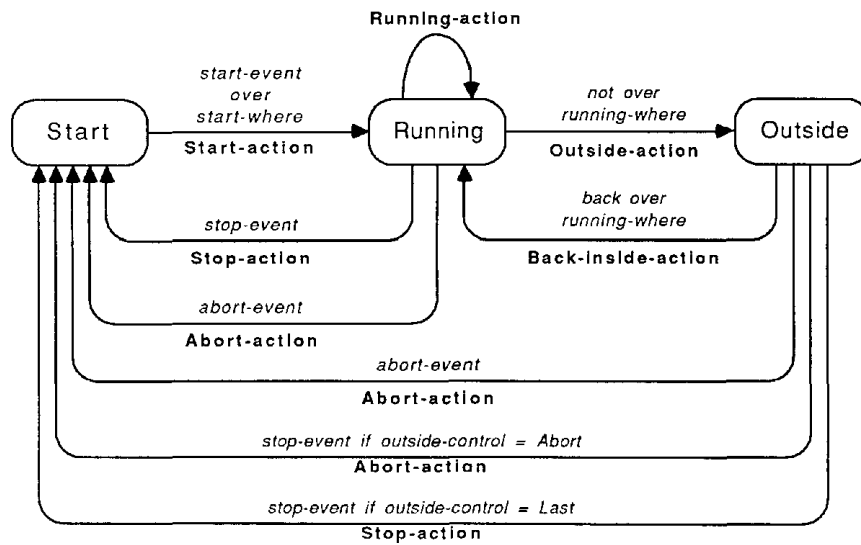 Running-action
start-event
over
start-where
Start-action
not over
running-where
Outside-action
Start
Running
Outside
stop-event
Stop-action
back over
running-where
Back-inside-action
abort-event
Abort-action
abort-event
Abort-action
stop-event if outside-control = Abort
Abort-action
stop-event if outside-control = Last
Stop-action